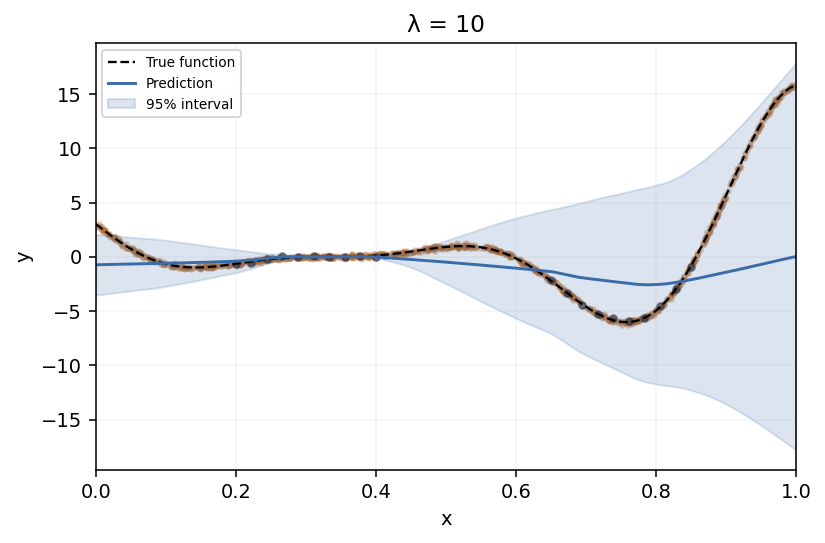 λ = 10
True function
Prediction
95% interval
y
15
10
5
0
−5
−10
−15
0.0 0.2 0.4 0.6 0.8 1.0
x